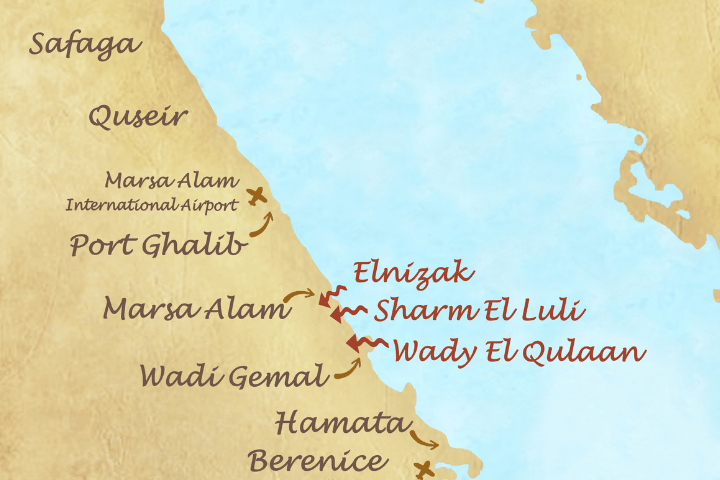 Safaga
Quseir
Marsa Alam
International Airport
Port Ghalib
Elnizak
Marsa Alam
Sharm El Luli
Wady El Qulaan
Wadi Gemal
Hamata
Berenice